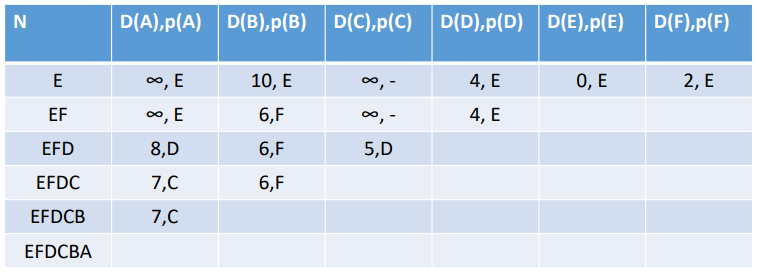 N D(A),p(A) D(B),p(B) D(C),p(C) D(D),p(D) D(E),p(E) D(F),p(F)
E ∞, E 10, E ∞, - 4, E 0, E 2, E
EF ∞, E 6,F ∞, - 4, E
EFD 8,D 6,F 5,D
EFDC 7,C 6,F
EFDCB 7,C
EFDCBA